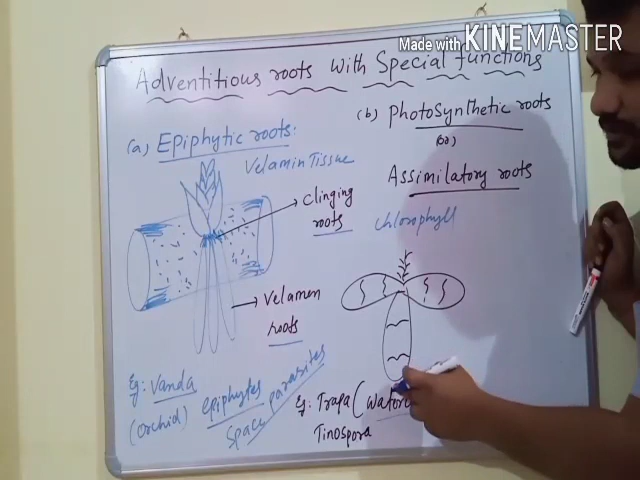 Made with KINEMASTER
Adventitious roots with Special functions
(a) Epiphytic roots:
Velamin Tissue
Clinging
roots
Velamen
roots
Eg: Vanda
(Orchid)
epiphytes
Space parasites
(b) Photosynthetic roots
(or)
Assimilatory roots
chlorophyll
Eg: Trapa (
Tinospora